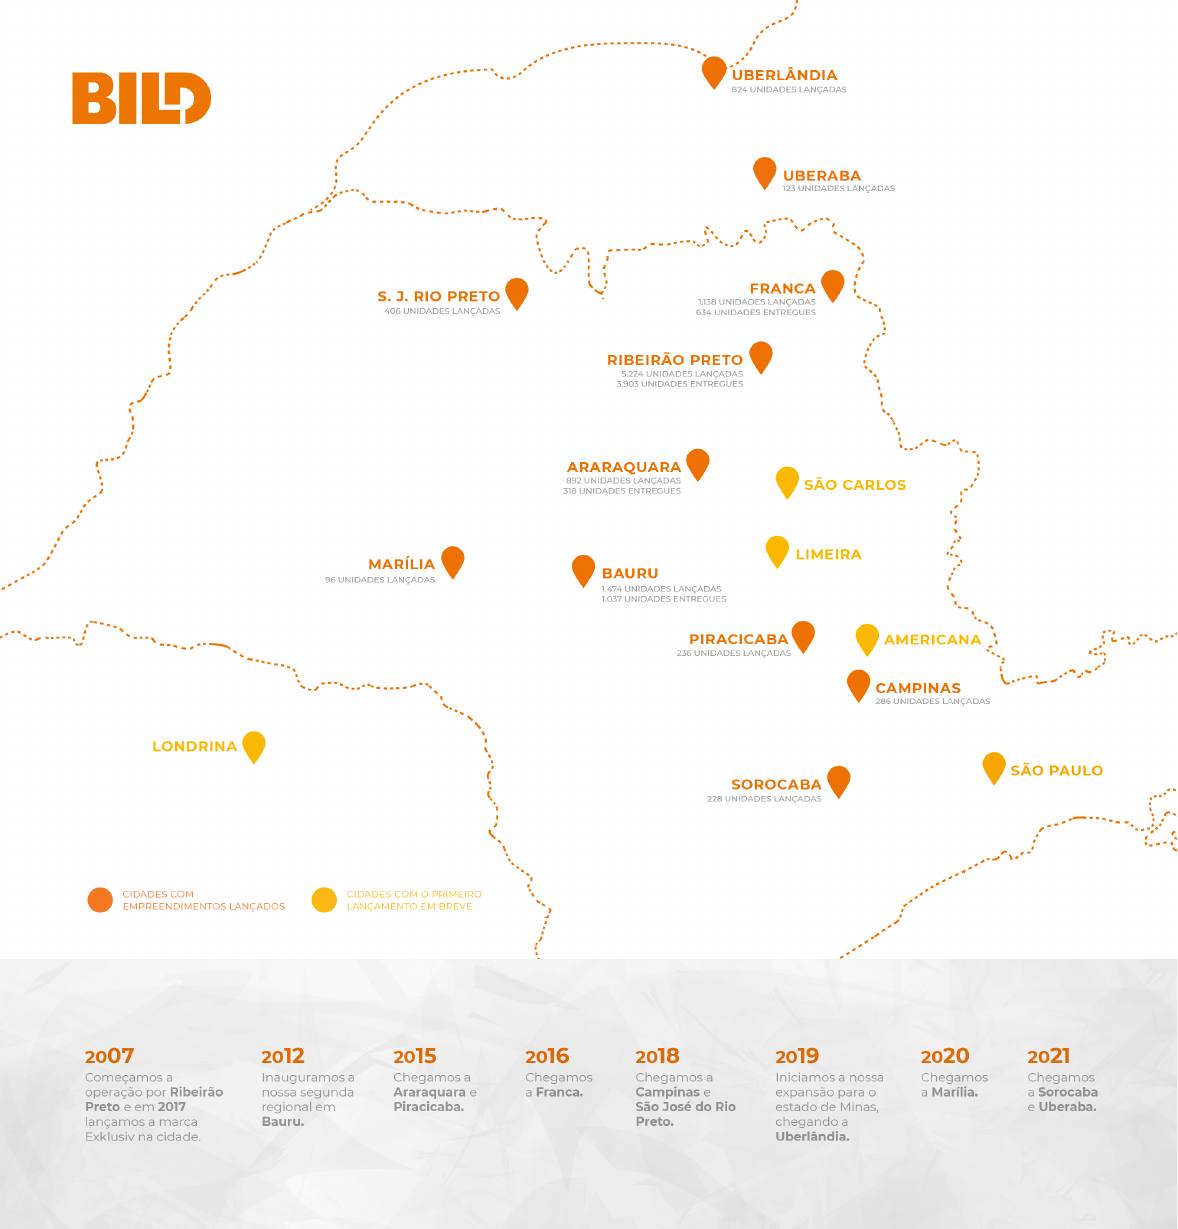 BILD
UBERLÂNDIA
824 UNIDADES LANÇADAS
UBERABA
123 UNIDADES LANÇADAS
S. J. RIO PRETO
406 UNIDADES LANÇADAS
FRANCA
1,138 UNIDADES LANÇADAS
634 UNIDADES ENTREGUES
RIBEIRÃO PRETO
5.224 UNIDADES LANÇADAS
3.903 UNIDADES ENTREGUES
ARARAQUARA
892 UNIDADES LANÇADAS
318 UNIDADES ENTREGUES
SÃO CARLOS
LIMEIRA
MARÍLIA
96 UNIDADES LANÇADAS
BAURU
1.474 UNIDADES LANÇADAS
1.037 UNIDADES ENTREGUES
PIRACICABA
236 UNIDADES LANÇADAS
AMERICANA
CAMPINAS
286 UNIDADES LANÇADAS
LONDRINA
SOROCABA
228 UNIDADES LANÇADAS
SÃO PAULO
CIDADES COM
EMPREENDIMENTOS LANÇADOS
CIDADES COM O PRIMEIRO
LANÇAMENTO EM BREVE
2007
Começamos a
operação por Ribeirão
Preto e em 2017
lançamos a marca
Exklusiv na cidade.
2012
Inauguramos a
nossa segunda
regional em
Bauru.
2015
Chegamos a
Araraquara e
Piracicaba.
2016
Chegamos
a Franca.
2018
Chegamos a
Campinas e
São José do Rio
Preto.
2019
Iniciamos a nossa
expansão para o
estado de Minas,
chegando a
Uberlândia.
2020
Chegamos
a Marília.
2021
Chegamos
a Sorocaba
e Uberaba.